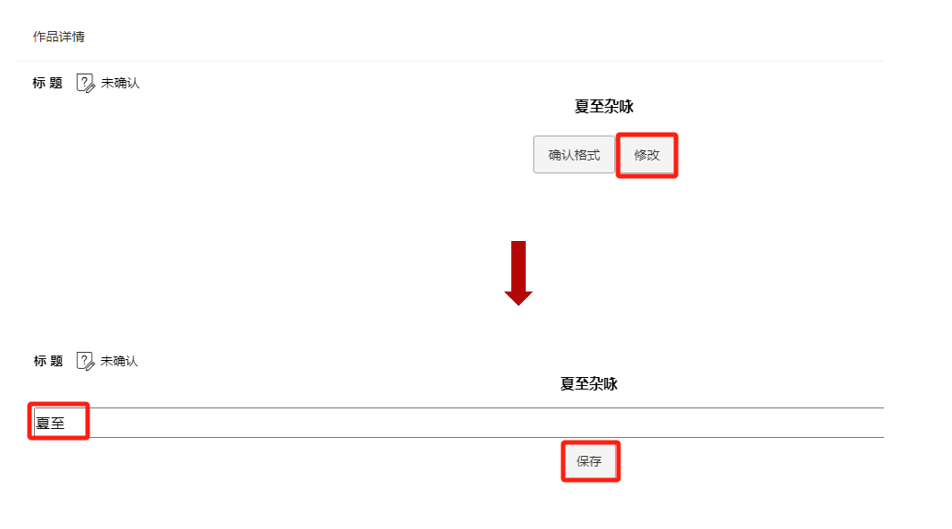 作品详情
标 题 未确认
夏至杂咏
确认格式 修改
标 题 未确认
夏至杂咏
夏至
保存